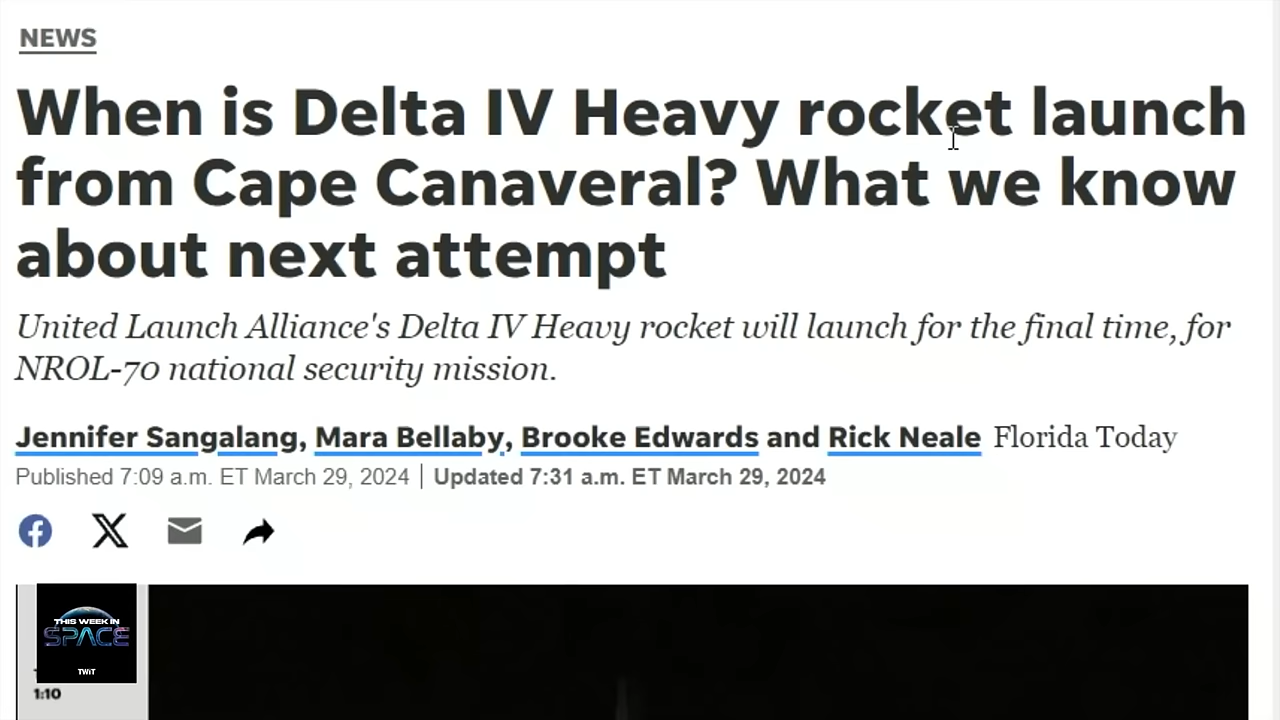 NEWS
When is Delta IV Heavy rocket launch
from Cape Canaveral? What we know
about next attempt
United Launch Alliance's Delta IV Heavy rocket will launch for the final time, for
NROL-70 national security mission.
Jennifer Sangalang, Mara Bellaby, Brooke Edwards and Rick Neale Florida Today
Published 7:09 a.m. ET March 29, 2024 | Updated 7:31 a.m. ET March 29, 2024
THIS WEEK IN
SPACE
TWiT
1:10